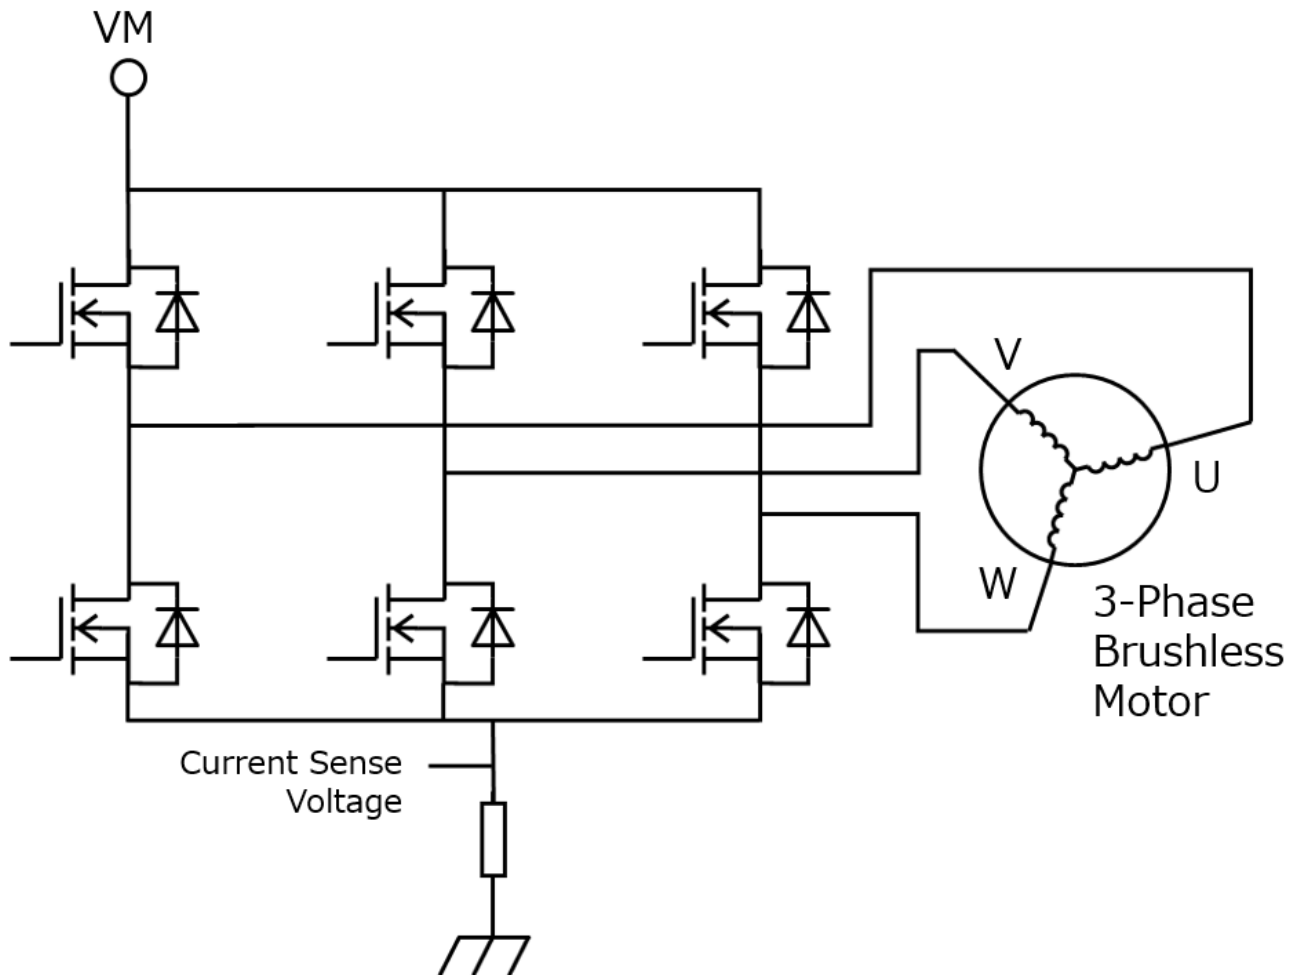 VM
V
U
W
3-Phase
Brushless
Motor
Current Sense
Voltage